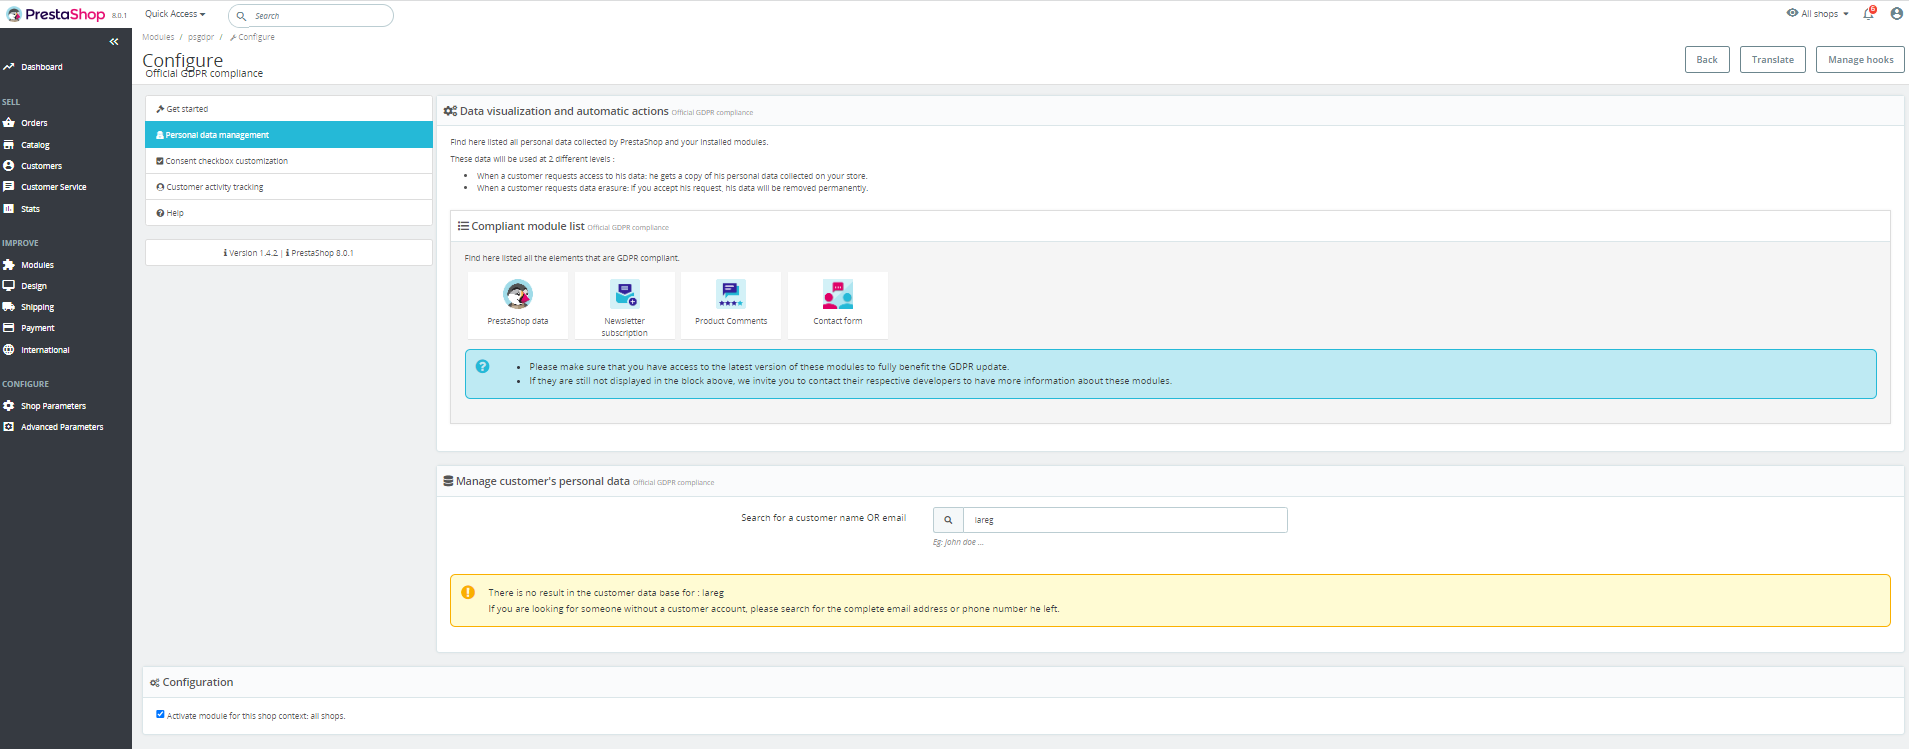 PrestaShop 8.0.1 Quick Access Search All shops 6
Modules / psgdpr / Configure
Configure
Official GDPR compliance
Back Translate Manage hooks
Dashboard
SELL
Orders
Catalog
Customers
Customer Service
Stats
IMPROVE
Modules
Design
Shipping
Payment
International
CONFIGURE
Shop Parameters
Advanced Parameters
Get started
Personal data management
Consent checkbox customization
Customer activity tracking
Help
Version 1.4.2 | PrestaShop 8.0.1
Data visualization and automatic actions Official GDPR compliance
Find here listed all personal data collected by PrestaShop and your installed modules.
These data will be used at 2 different levels :
When a customer requests access to his data: he gets a copy of his personal data collected on your store.
When a customer requests data erasure: if you accept his request, his data will be removed permanently.
Compliant module list Official GDPR compliance
Find here listed all the elements that are GDPR compliant.
PrestaShop data
Newsletter
subscription
Product Comments
Contact form
Please make sure that you have access to the latest version of these modules to fully benefit the GDPR update.
If they are still not displayed in the block above, we invite you to contact their respective developers to have more information about these modules.
Manage customer's personal data Official GDPR compliance
Search for a customer name OR email lareg
Eg: john doe ...
There is no result in the customer data base for : lareg
If you are looking for someone without a customer account, please search for the complete email address or phone number he left.
Configuration
Activate module for this shop context: all shops.